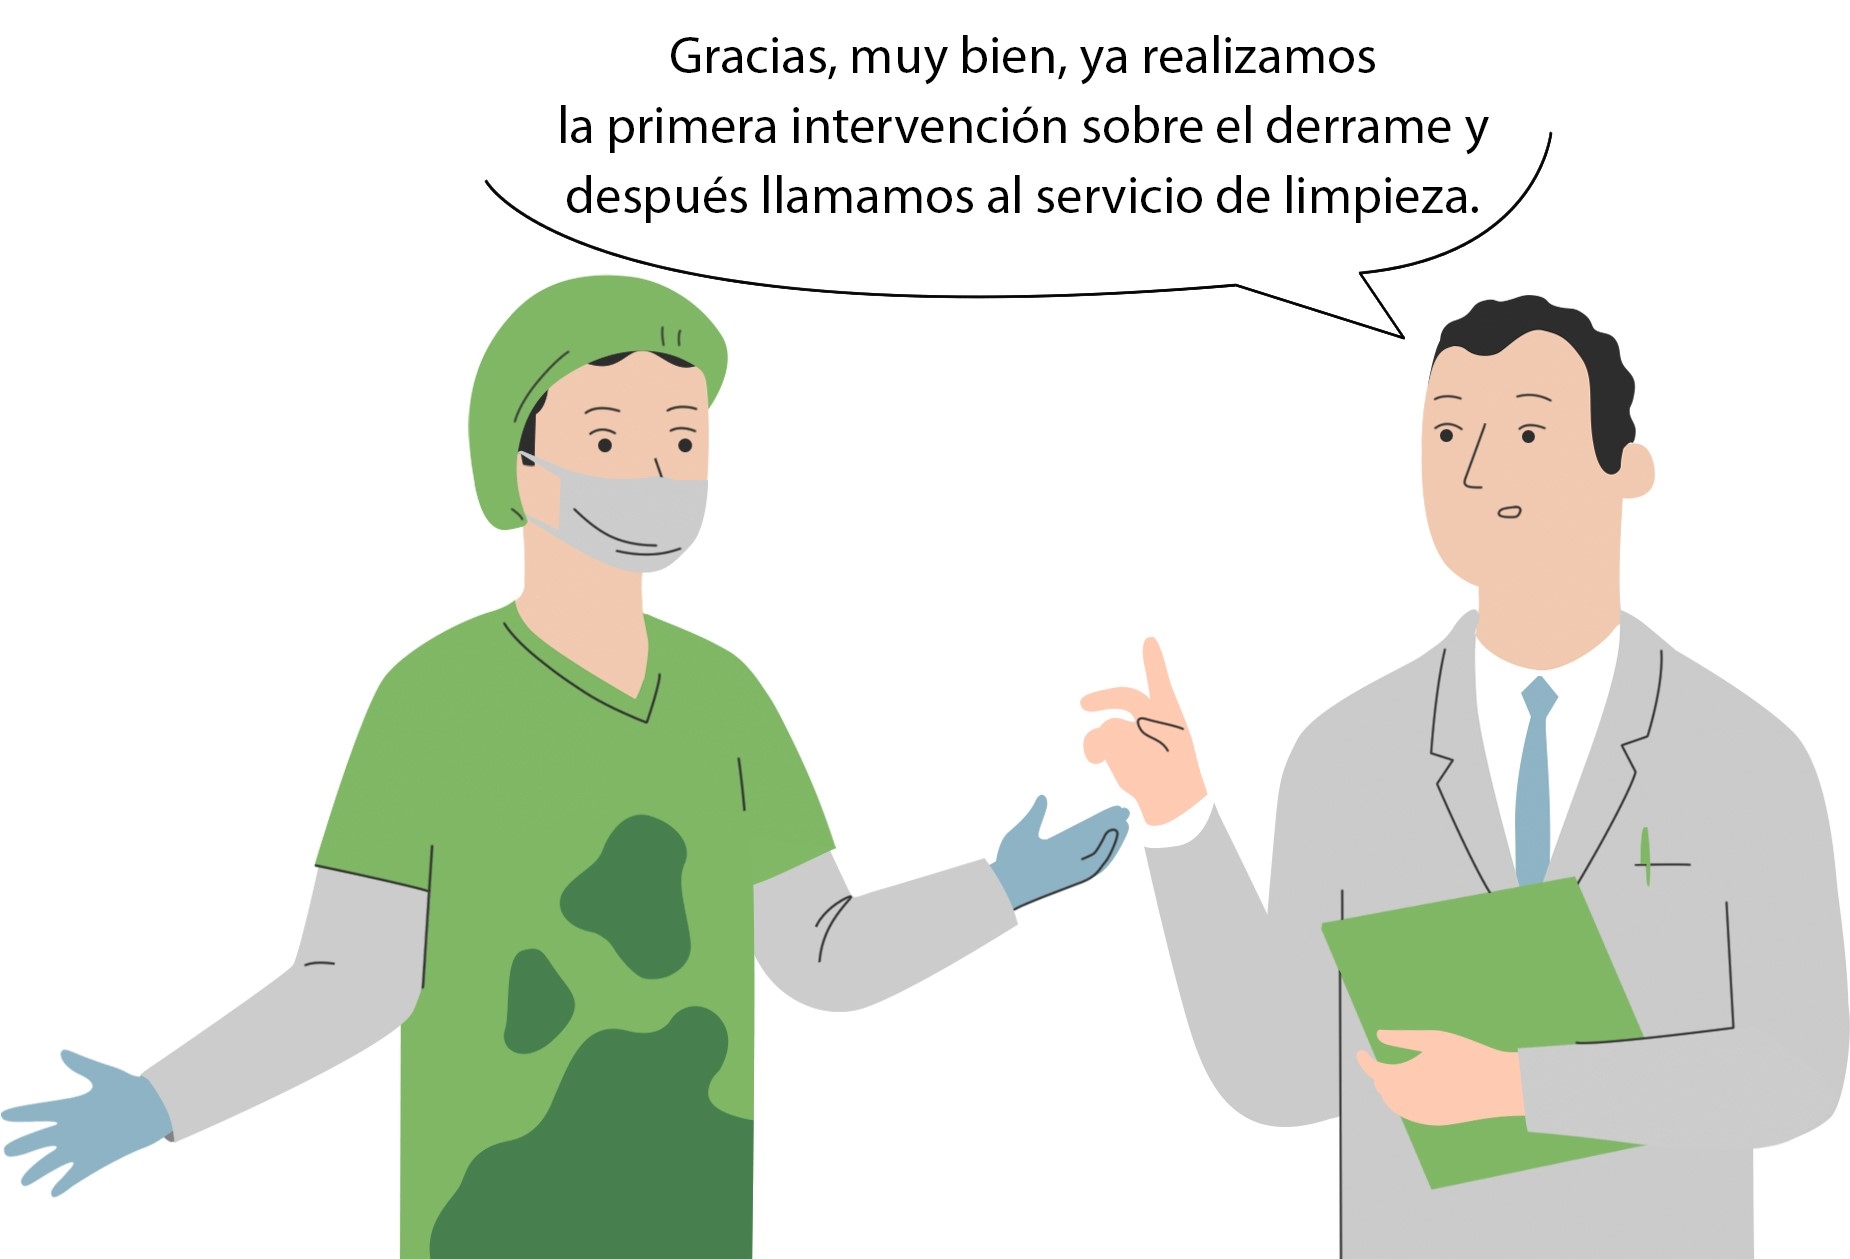 Gracias, muy bien, ya realizamos
la primera intervención sobre el derrame y
después llamamos al servicio de limpieza.